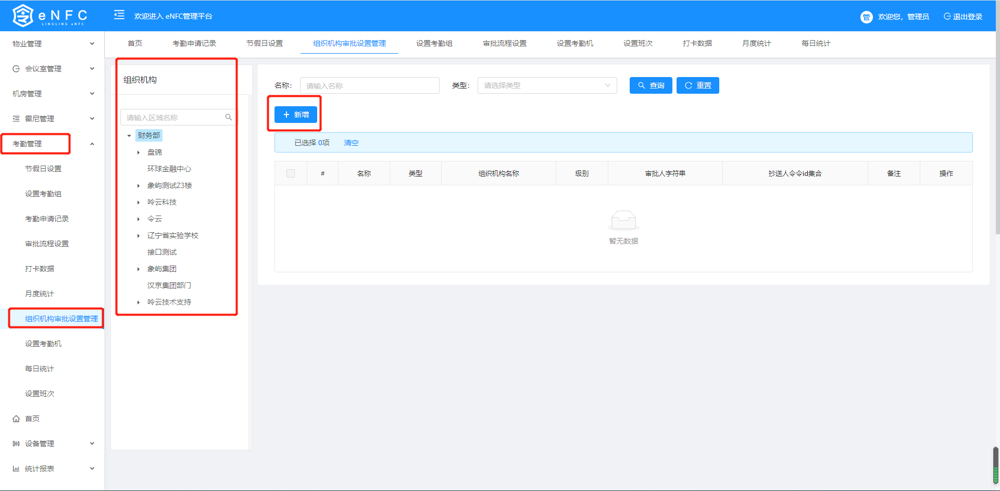 eNFC
LINGLING eNFC
欢迎进入 eNFC管理平台
管
欢迎您，管理员
退出登录
物业管理
会议室管理
机房管理
霍尼管理
考勤管理
节假日设置
设置考勤组
考勤申请记录
审批流程设置
打卡数据
月度统计
组织机构审批设置管理
设置考勤机
每日统计
设置班次
首页
设备管理
统计报表
首页 考勤申请记录 节假日设置 组织机构审批设置管理 设置考勤组 审批流程设置 设置考勤机 设置班次 打卡数据 月度统计 每日统计
组织机构
请输入区域名称
财务部
盘锦
环球金融中心
象屿测试Z3楼
呤云科技
令云
辽宁省实验学校
接口测试
象屿集团
汉京集团部门
呤云技术支持
名称： 请输入名称 类型： 请选择类型 查询 重置
新增
已选择 0项 清空
# 名称 类型 组织机构名称 级别 审批人字符串 抄送人令令id集合 备注 操作
暂无数据